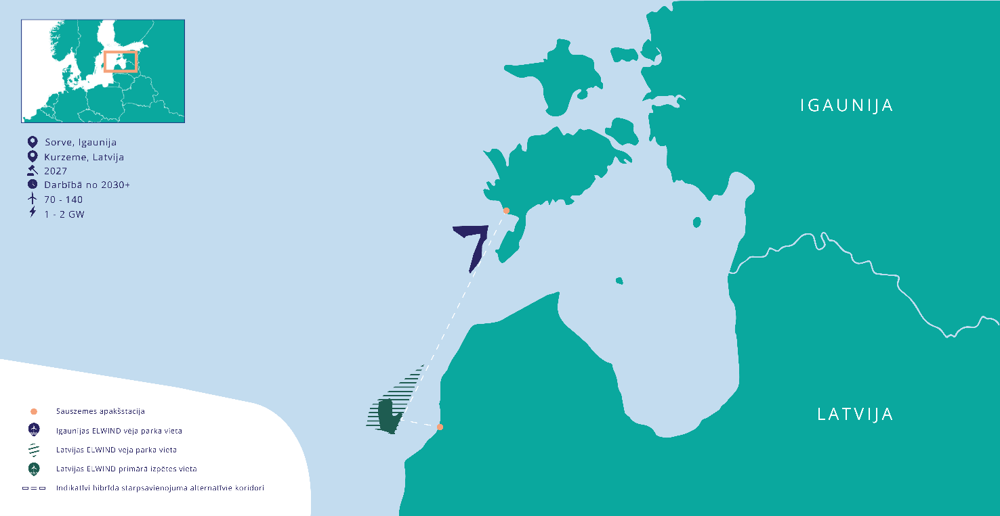 Sorve, Igaunija
Kurzeme, Latvija
2027
Darbībā no 2030+
70 - 140
1 - 2 GW
IGAUNIJA
LATVIJA
Sauszemes apakšstacija
Igaunijas ELWIND vēja parka vieta
Latvijas ELWIND vēja parka vieta
Latvijas ELWIND primārā izpētes vieta
Indikatīvi hibrīda starpsavienojuma alternatīvie koridori